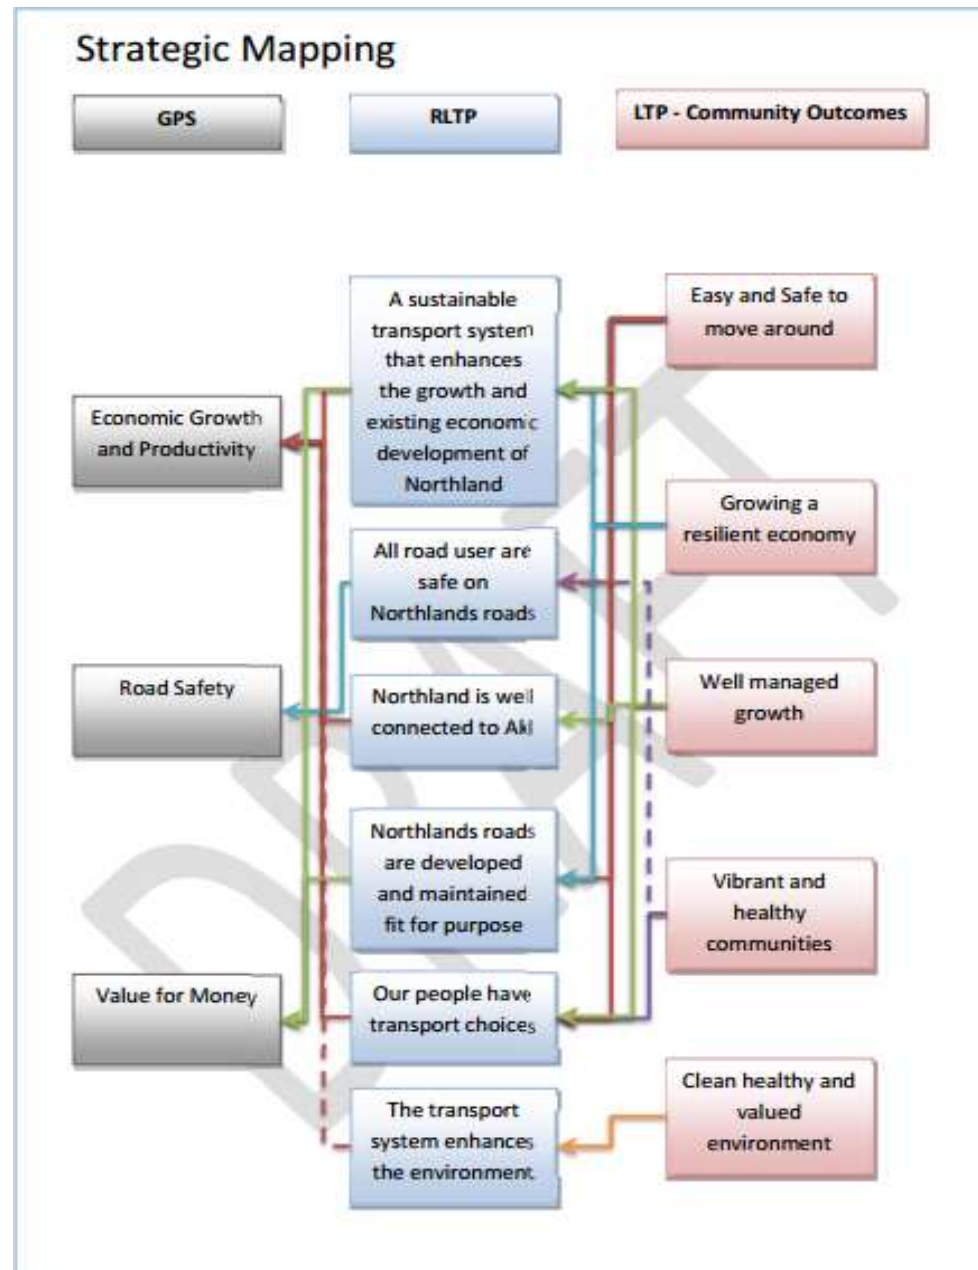 Strategic Mapping
GPS
RLTP
LTP - Community Outcomes
A sustainable
transport system
that enhances
the growth and
existing economic
development of
Northland
Easy and Safe to
move around
Economic Growth
and Productivity
Growing a
resilient economy
All road user are
safe on
Northlands roads
Road Safety
Northland is well
connected to Akl
Well managed
growth
Northlands roads
are developed
and maintained
fit for purpose
Vibrant and
healthy
communities
Value for Money
Our people have
transport choices
The transport
system enhances
the environment
Clean healthy and
valued
environment
DRAFT